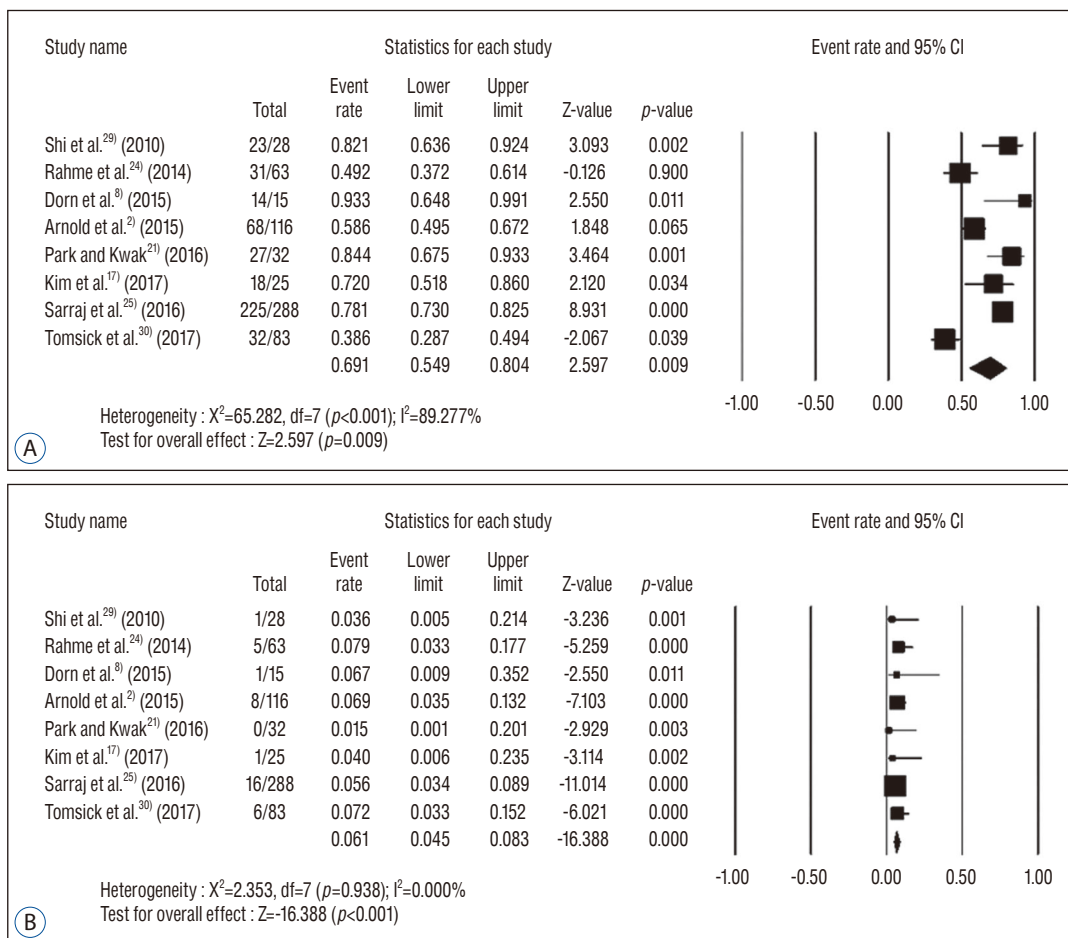 Study name Statistics for each study Event rate and 95% CI
Total Event rate Lower limit Upper limit Z-value p-value
Shi et al.29) (2010) 23/28 0.821 0.636 0.924 3.093 0.002
Rahme et al.24) (2014) 31/63 0.492 0.372 0.614 -0.126 0.900
Dorn et al.8) (2015) 14/15 0.933 0.648 0.991 2.550 0.011
Arnold et al.2) (2015) 68/116 0.586 0.495 0.672 1.848 0.065
Park and Kwak21) (2016) 27/32 0.844 0.675 0.933 3.464 0.001
Kim et al.17) (2017) 18/25 0.720 0.518 0.860 2.120 0.034
Sarraj et al.25) (2016) 225/288 0.781 0.730 0.825 8.931 0.000
Tomsick et al.30) (2017) 32/83 0.386 0.287 0.494 -2.067 0.039
0.691 0.549 0.804 2.597 0.009
-1.00 -0.50 0.00 0.50 1.00
Heterogeneity : X2=65.282, df=7 (p<0.001); I2=89.277%
Test for overall effect : Z=2.597 (p=0.009)
A
Study name Statistics for each study Event rate and 95% CI
Total Event rate Lower limit Upper limit Z-value p-value
Shi et al.29) (2010) 1/28 0.036 0.005 0.214 -3.236 0.001
Rahme et al.24) (2014) 5/63 0.079 0.033 0.177 -5.259 0.000
Dorn et al.8) (2015) 1/15 0.067 0.009 0.352 -2.550 0.011
Arnold et al.2) (2015) 8/116 0.069 0.035 0.132 -7.103 0.000
Park and Kwak21) (2016) 0/32 0.015 0.001 0.201 -2.929 0.003
Kim et al.17) (2017) 1/25 0.040 0.006 0.235 -3.114 0.002
Sarraj et al.25) (2016) 16/288 0.056 0.034 0.089 -11.014 0.000
Tomsick et al.30) (2017) 6/83 0.072 0.033 0.152 -6.021 0.000
0.061 0.045 0.083 -16.388 0.000
-1.00 -0.50 0.00 0.50 1.00
Heterogeneity : X2=2.353, df=7 (p=0.938); I2=0.000%
Test for overall effect : Z=-16.388 (p<0.001)
B